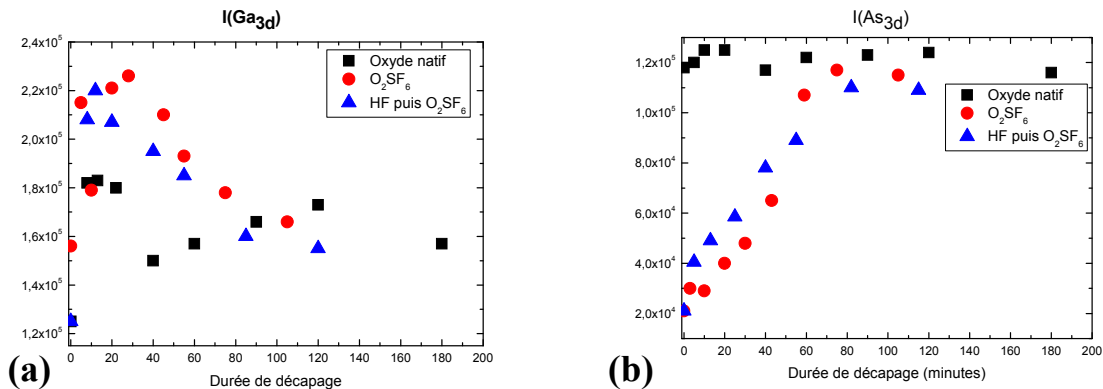 I(Ga3d)
2,4x10^5
2,2x10^5
2,0x10^5
1,8x10^5
1,6x10^5
1,4x10^5
1,2x10^5
0 20 40 60 80 100 120 140 160 180 200
Durée de décapage
Oxyde natif
O2SF6
HF puis O2SF6
(a)
I(As3d)
1,2x10^5
1,0x10^5
8,0x10^4
6,0x10^4
4,0x10^4
2,0x10^4
0 20 40 60 80 100 120 140 160 180 200
Durée de décapage (minutes)
Oxyde natif
O2SF6
HF puis O2SF6
(b)